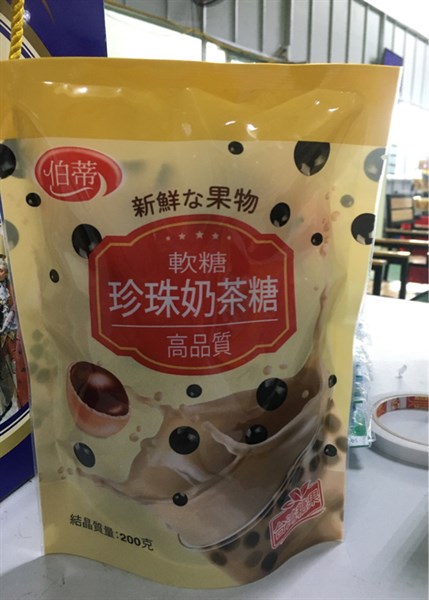 伯蒂
新鮮な果物
軟糖
珍珠奶茶糖
高品質
結晶質量:200克